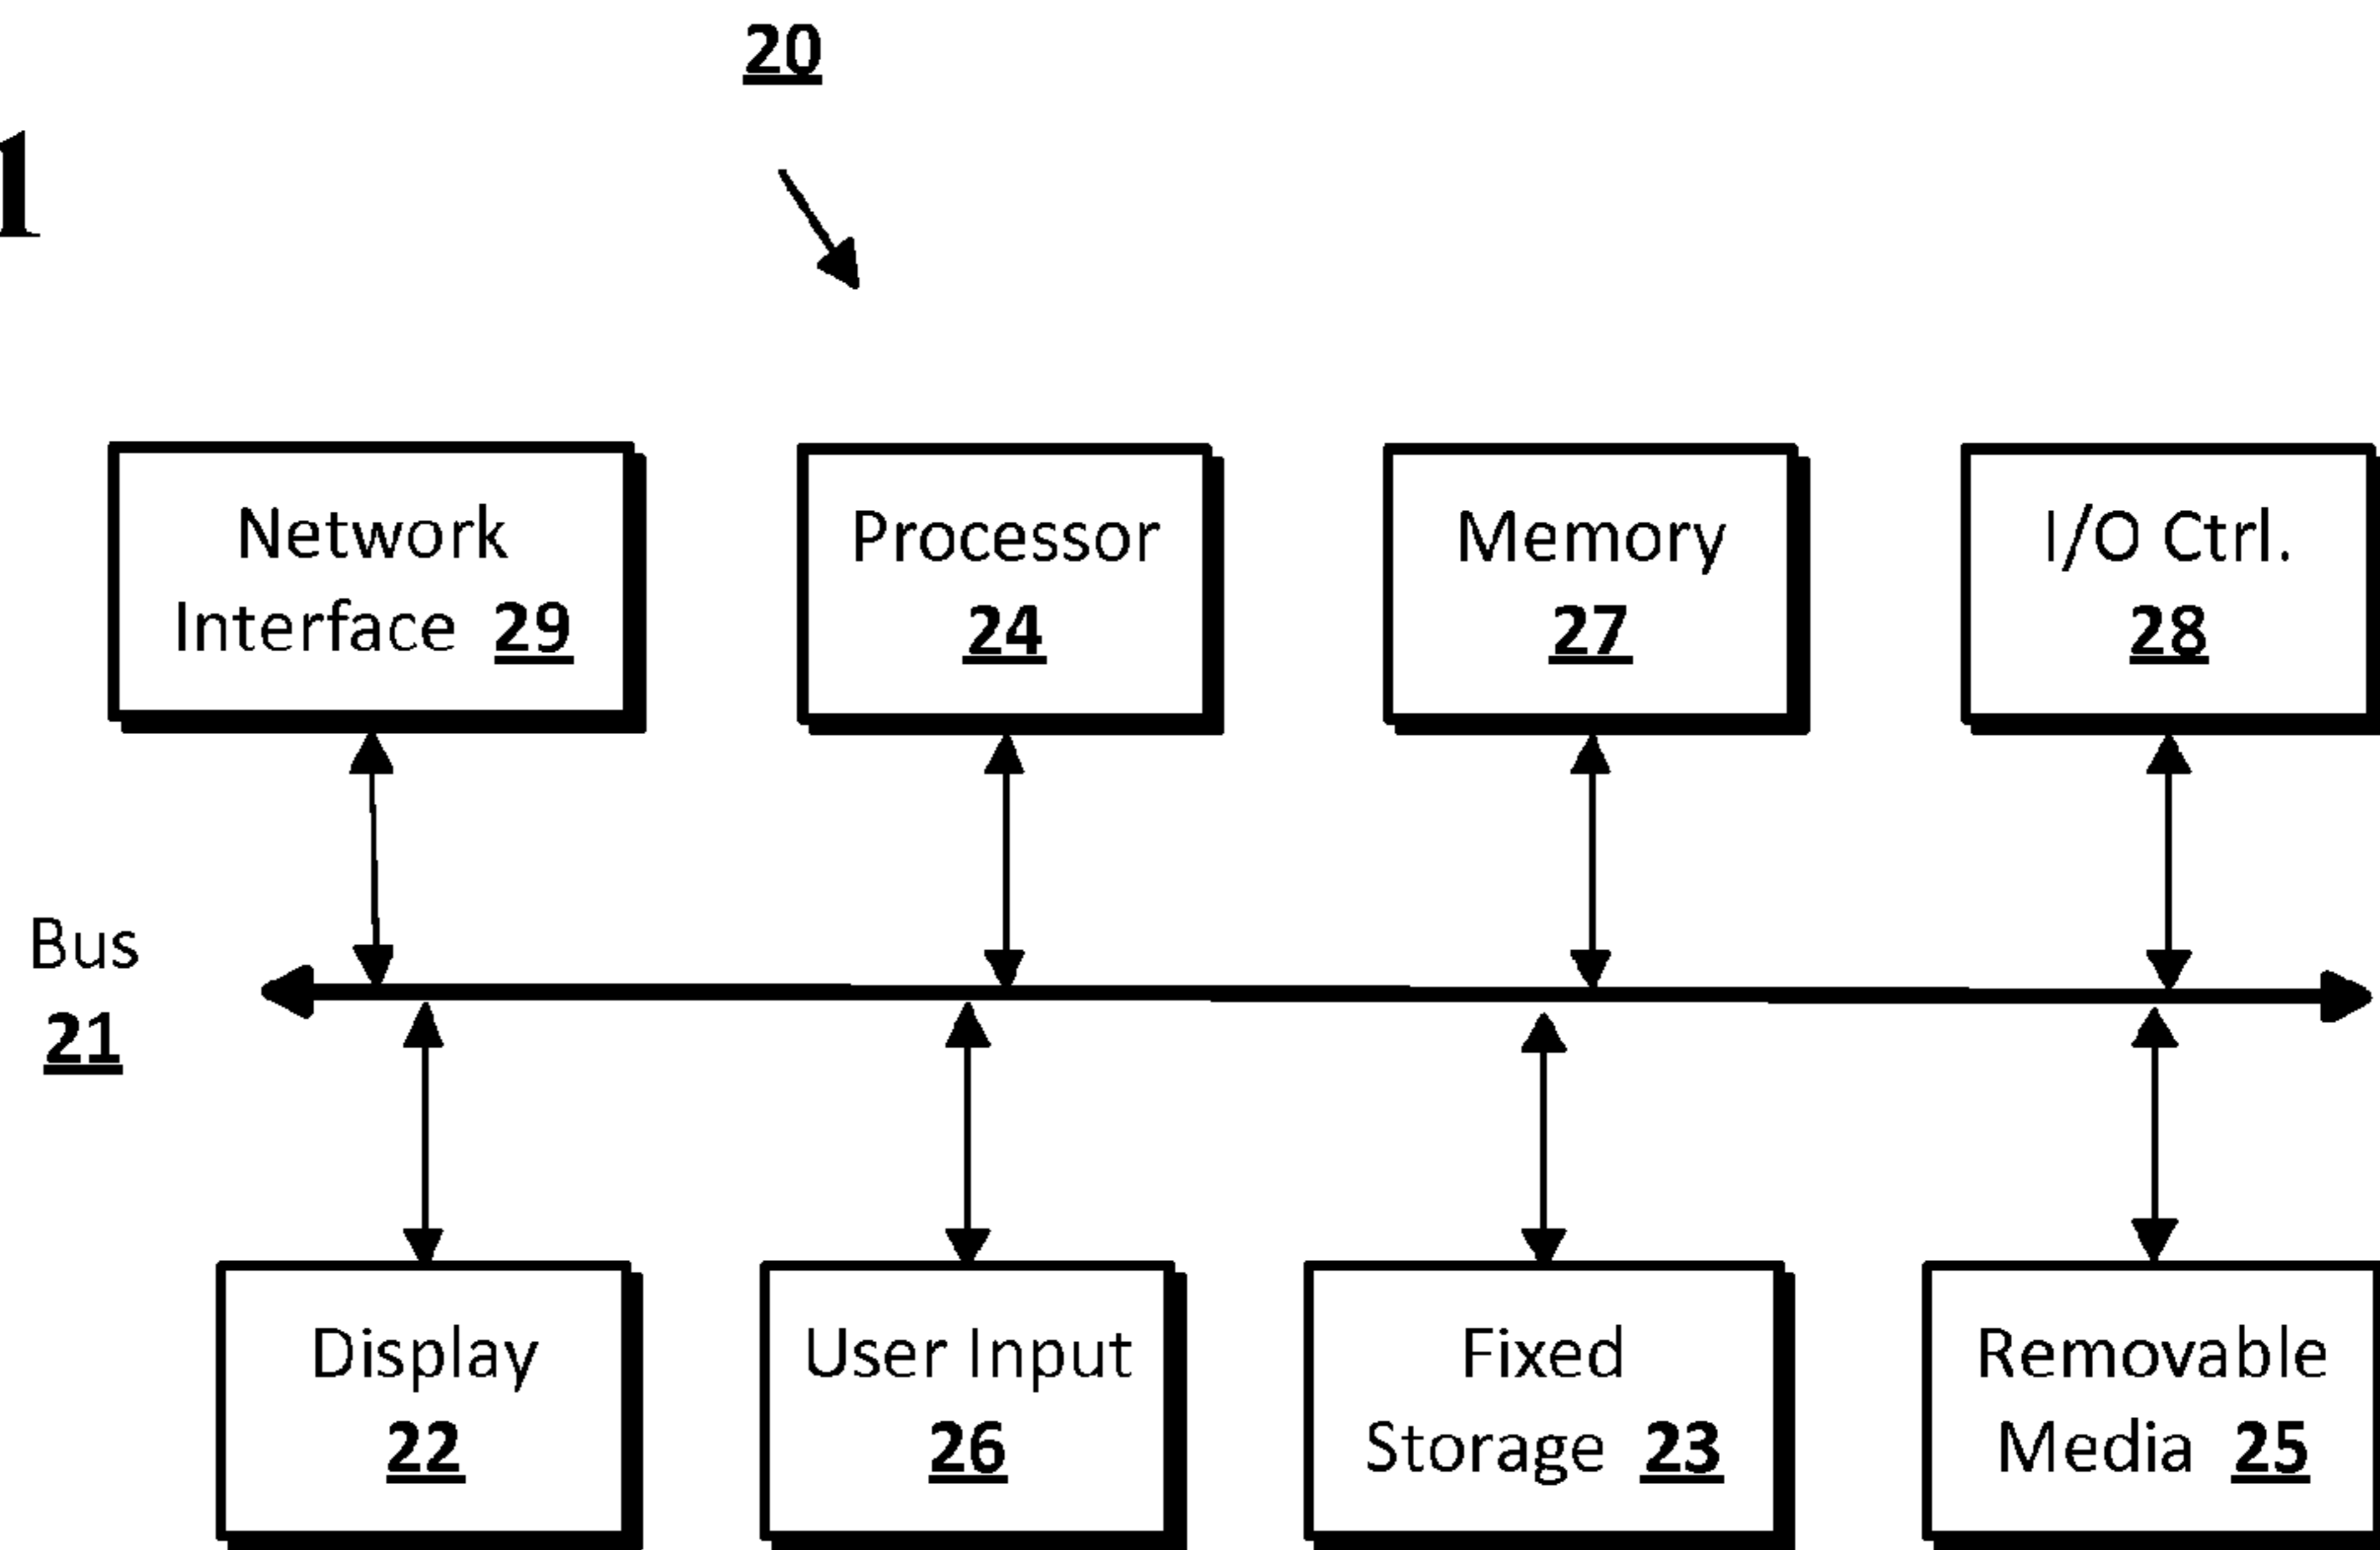 20
1
Network
Interface 29
Processor
24
Memory
27
I/O Ctrl.
28
Bus
21
Display
22
User Input
26
Fixed
Storage 23
Removable
Media 25